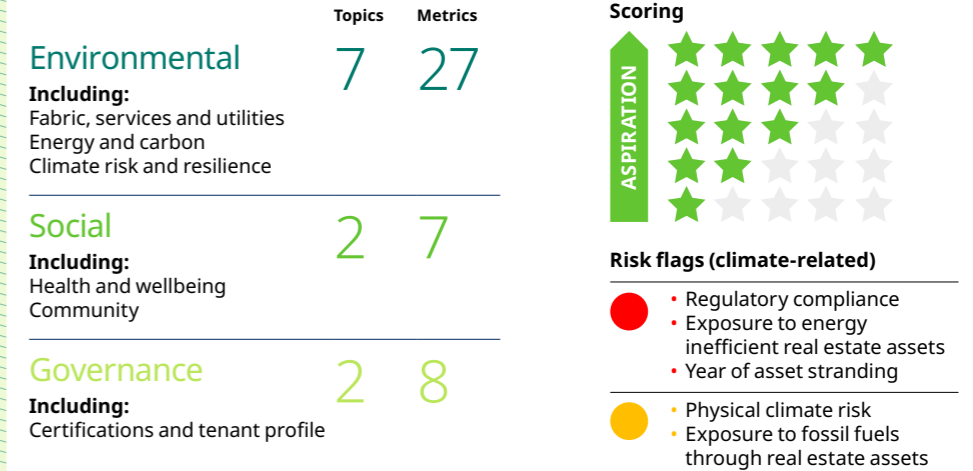 Topics Metrics
Environmental 7 27
Including:
Fabric, services and utilities
Energy and carbon
Climate risk and resilience
Social 2 7
Including:
Health and wellbeing
Community
Governance 2 8
Including:
Certifications and tenant profile
Scoring
ASPIRATION
Risk flags (climate-related)
• Regulatory compliance
• Exposure to energy
inefficient real estate assets
• Year of asset stranding
• Physical climate risk
• Exposure to fossil fuels
through real estate assets